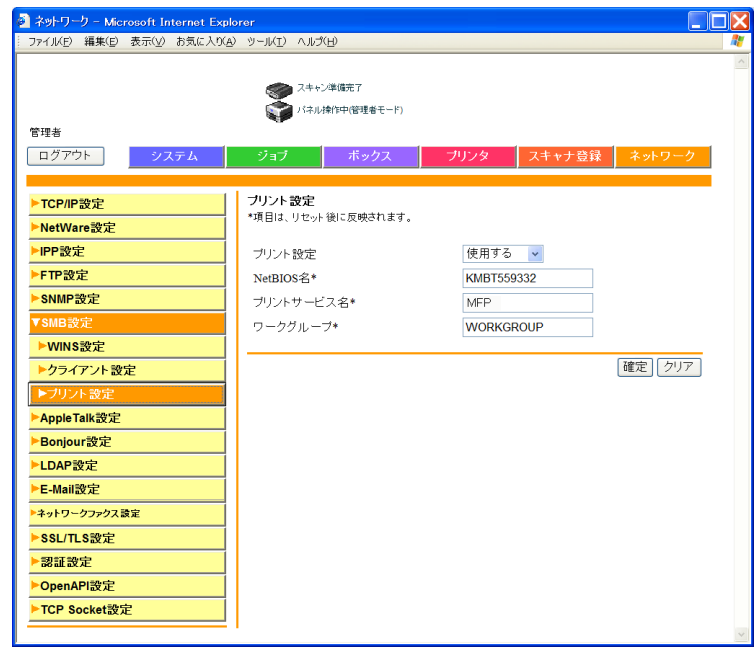 ネットワーク - Microsoft Internet Explorer
ファイル(F) 編集(E) 表示(V) お気に入り(A) ツール(T) ヘルプ(H)
スキャン準備完了
パネル操作中(管理者モード)
管理者
ログアウト システム ジョブ ボックス プリンタ スキャナ登録 ネットワーク
▶TCP/IP設定
▶NetWare設定
▶IPP設定
▶FTP設定
▶SNMP設定
▼SMB設定
▶WINS設定
▶クライアント設定
▶プリント設定
▶AppleTalk設定
▶Bonjour設定
▶LDAP設定
▶E-Mail設定
▶ネットワークファクス設定
▶SSL/TLS設定
▶認証設定
▶OpenAPI設定
▶TCP Socket設定
プリント設定
*項目は、リセット後に反映されます。
プリント設定 使用する
NetBIOS名* KMBT559332
プリントサービス名* MFP
ワークグループ* WORKGROUP
確定 クリア